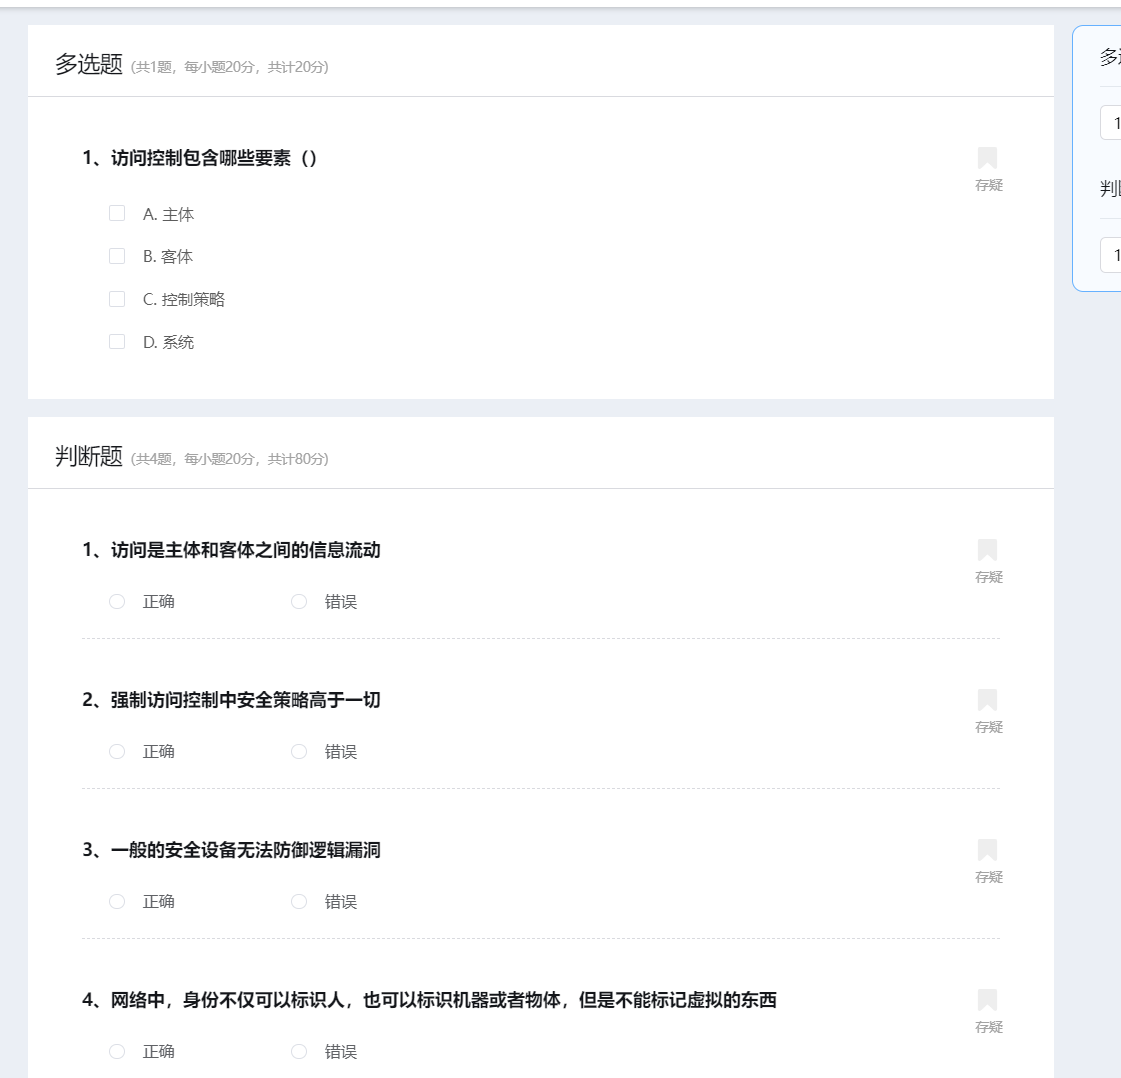 多选题 (共1题，每小题20分，共计20分)
1、访问控制包含哪些要素（）
存疑
A. 主体
B. 客体
C. 控制策略
D. 系统
判断题 (共4题，每小题20分，共计80分)
1、访问是主体和客体之间的信息流动
存疑
正确 错误
2、强制访问控制中安全策略高于一切
存疑
正确 错误
3、一般的安全设备无法防御逻辑漏洞
存疑
正确 错误
4、网络中，身份不仅可以标识人，也可以标识机器或者物体，但是不能标记虚拟的东西
存疑
正确 错误
多
1
判
1